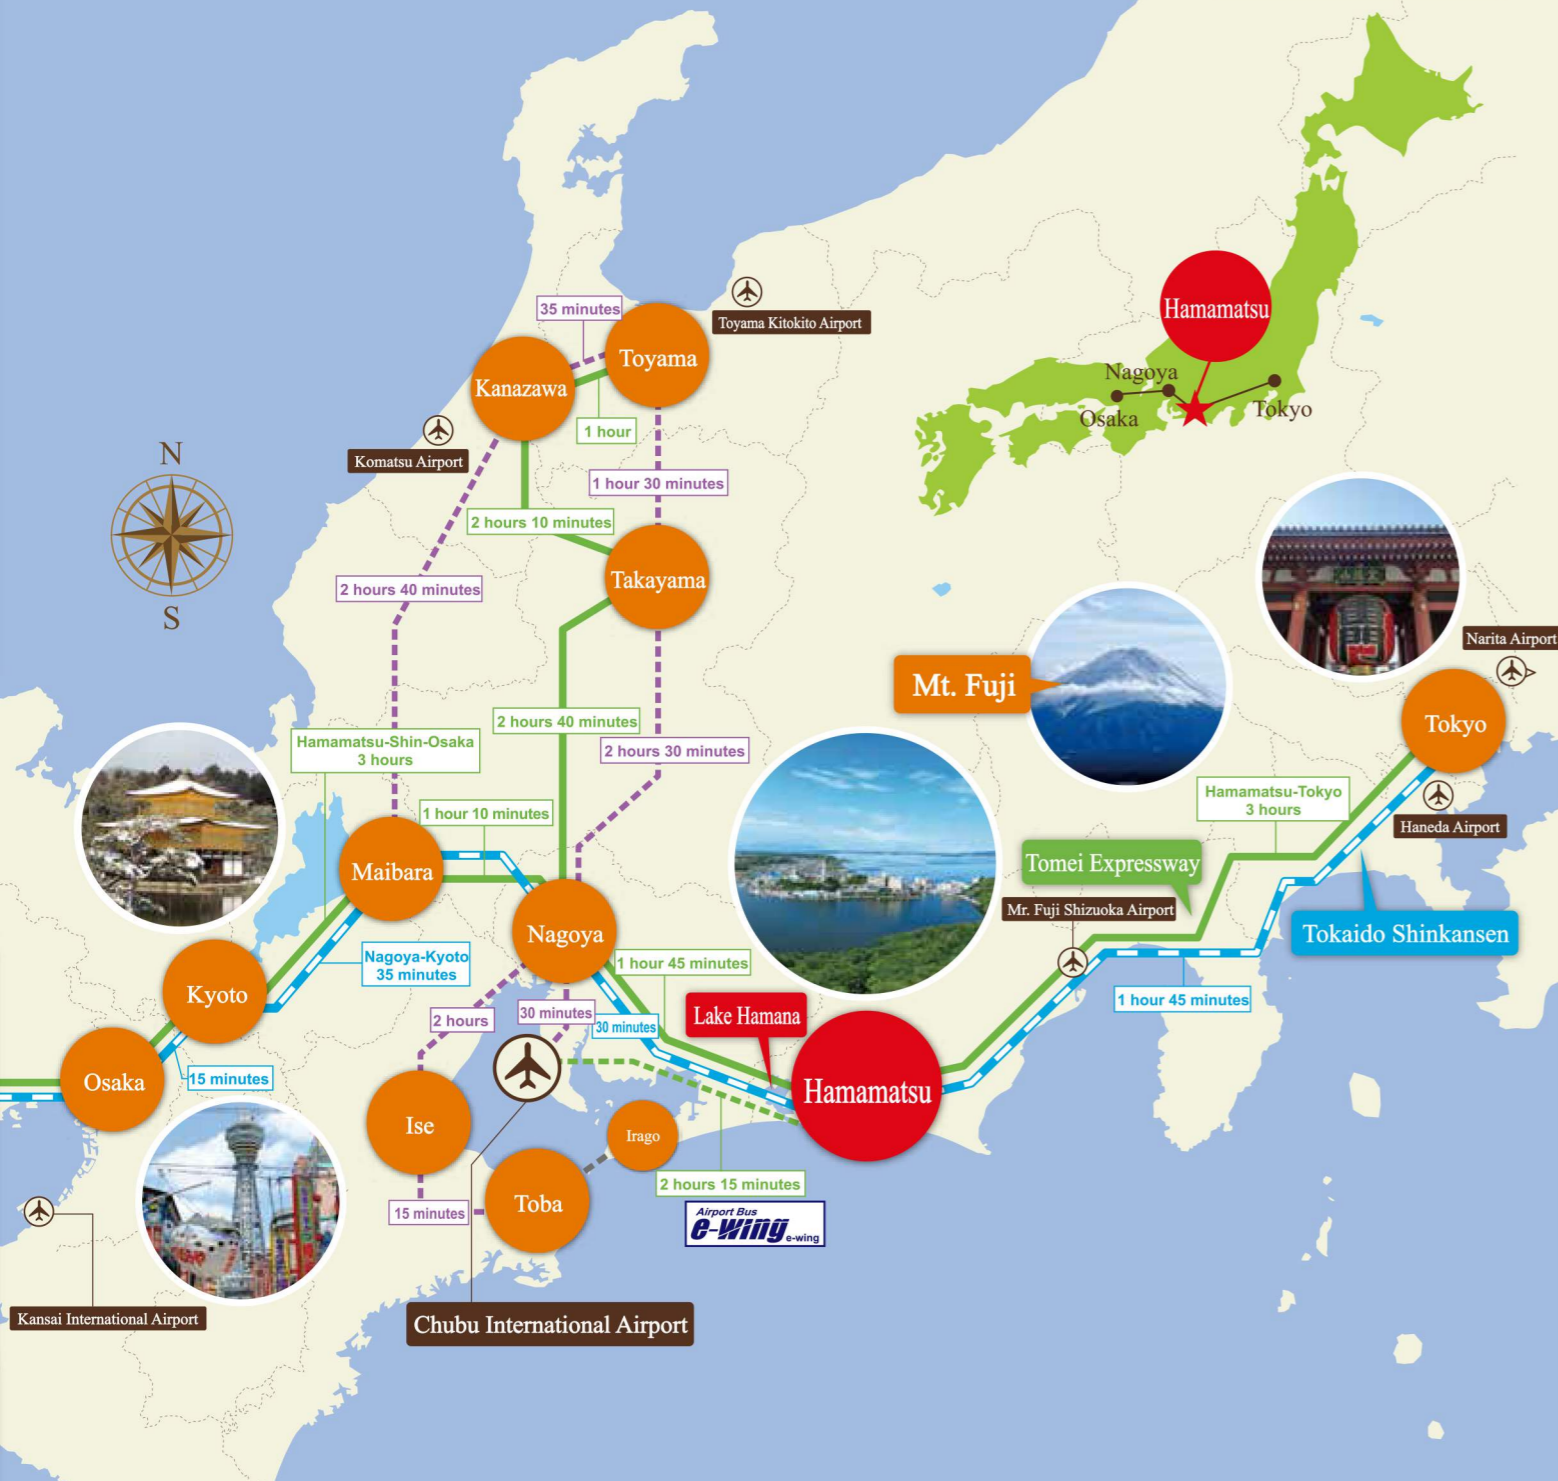 Hamamatsu
Nagoya
Osaka
Tokyo
35 minutes
Toyama Kitokito Airport
Toyama
Kanazawa
1 hour
Komatsu Airport
N
S
1 hour 30 minutes
2 hours 10 minutes
Takayama
2 hours 40 minutes
Narita Airport
Mt. Fuji
Tokyo
2 hours 40 minutes
Hamamatsu-Shin-Osaka
3 hours
2 hours 30 minutes
Hamamatsu-Tokyo
3 hours
1 hour 10 minutes
Haneda Airport
Maibara
Tomei Expressway
Mr. Fuji Shizuoka Airport
Nagoya
Tokaido Shinkansen
Nagoya-Kyoto
35 minutes
1 hour 45 minutes
Kyoto
1 hour 45 minutes
2 hours
30 minutes
30 minutes
Lake Hamana
Osaka
15 minutes
Hamamatsu
Ise
Irago
2 hours 15 minutes
Toba
15 minutes
Airport Bus
e-wing
e-wing
Kansai International Airport
Chubu International Airport